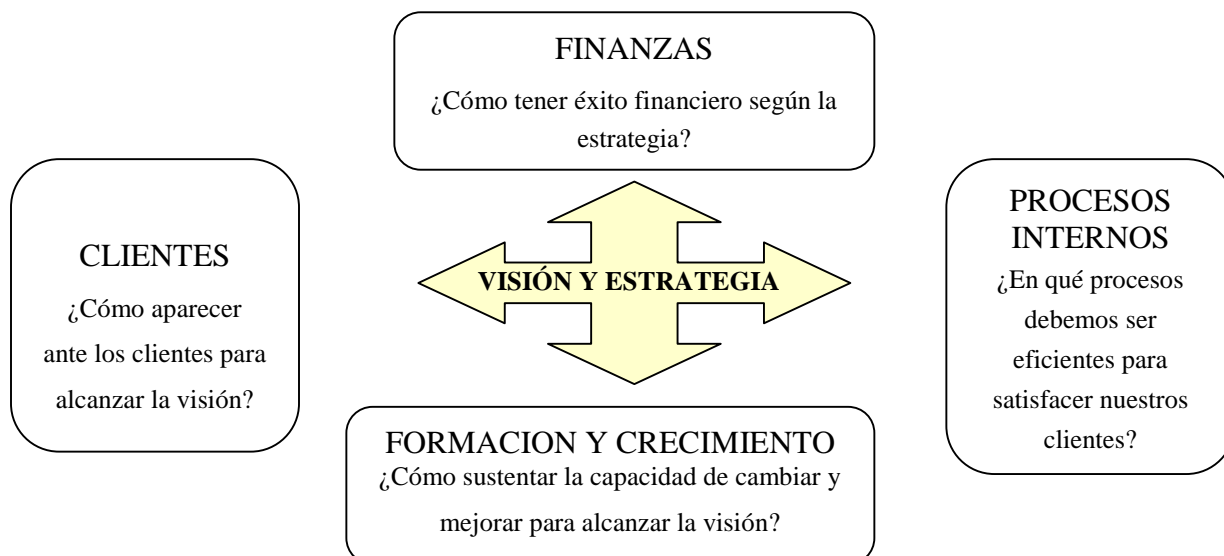 FINANZAS
¿Cómo tener éxito financiero según la
estrategia?
CLIENTES
¿Cómo aparecer
ante los clientes para
alcanzar la visión?
VISIÓN Y ESTRATEGIA
PROCESOS
INTERNOS
¿En qué procesos
debemos ser
eficientes para
satisfacer nuestros
clientes?
FORMACION Y CRECIMIENTO
¿Cómo sustentar la capacidad de cambiar y
mejorar para alcanzar la visión?